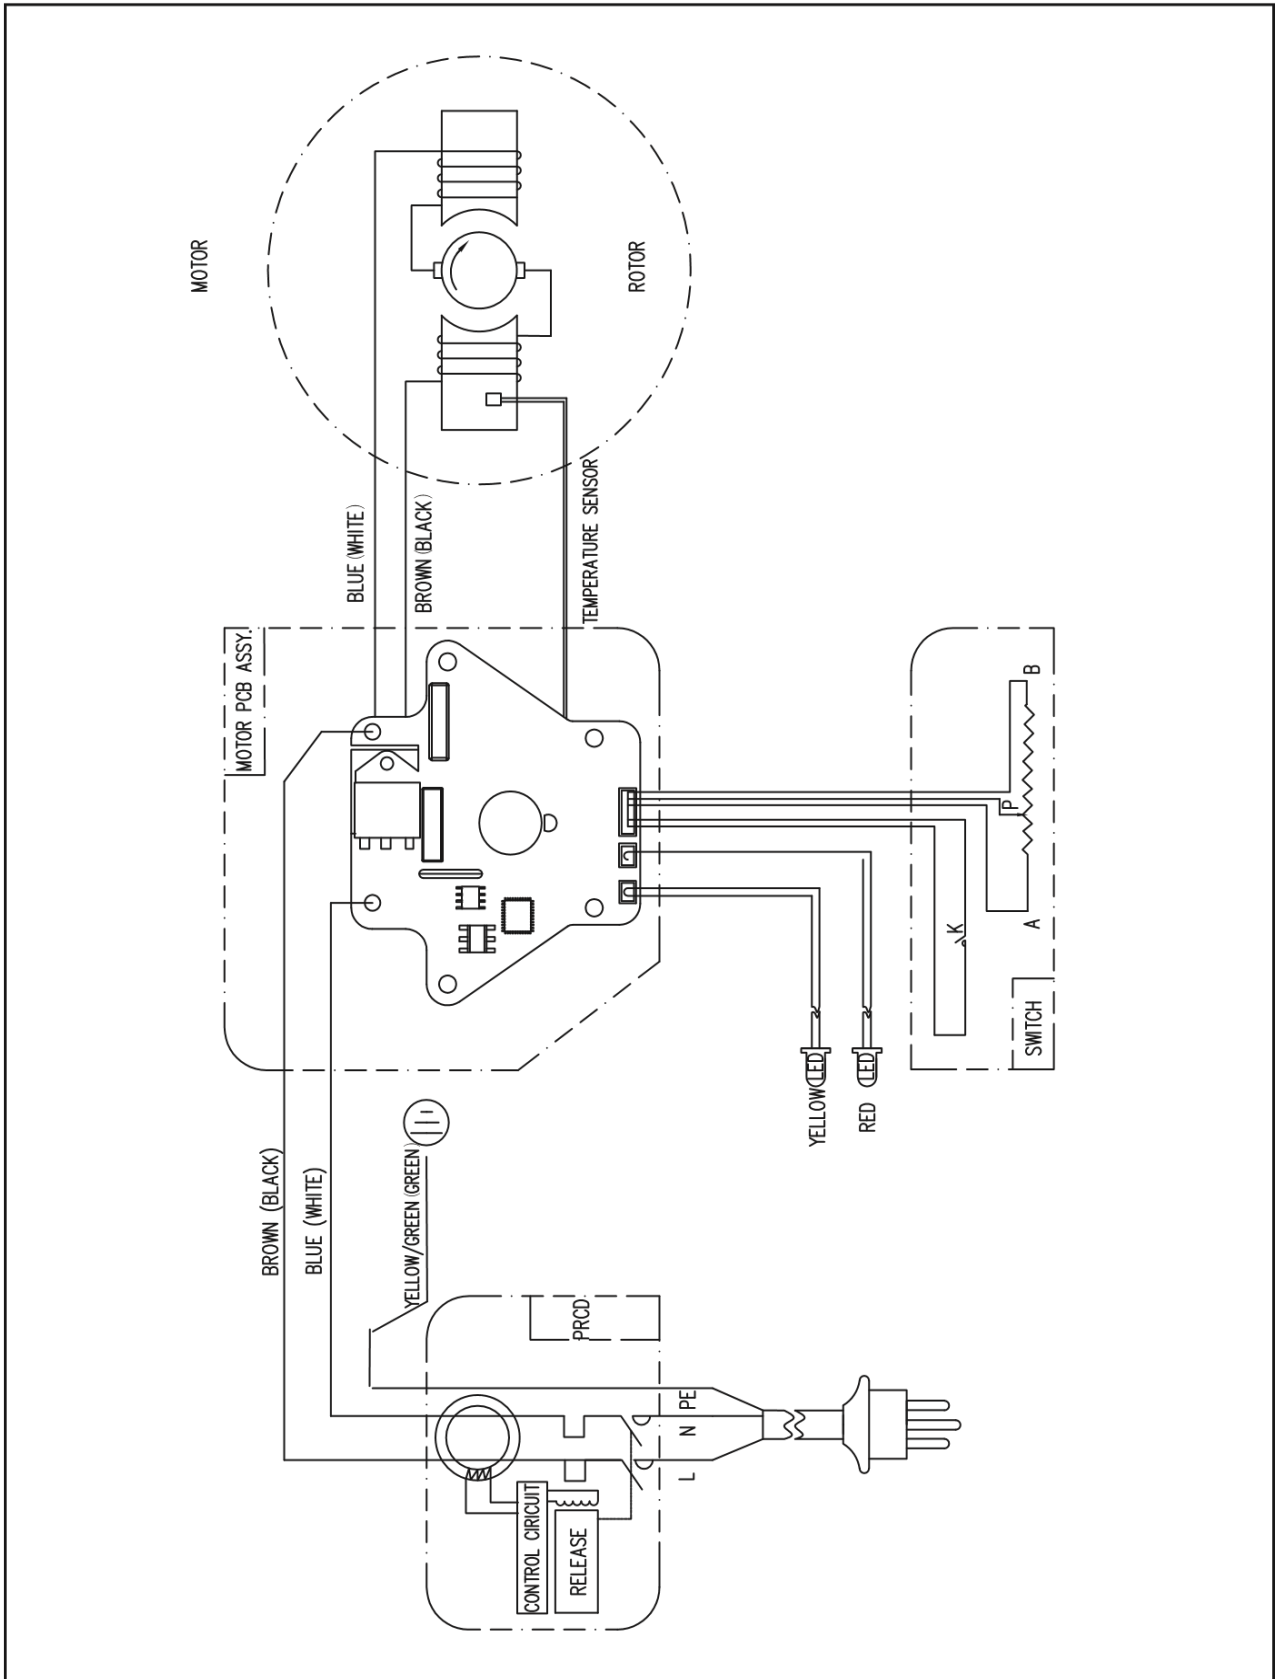 MOTOR
ROTOR
BLUE (WHITE)
BROWN (BLACK)
TEMPERATURE SENSOR
MOTOR PCB ASSY.
B
P
A
K
SWITCH
YELLOW LED
RED LED
BROWN (BLACK)
BLUE (WHITE)
YELLOW/GREEN (GREEN)
PRCD
PE
N
L
CONTROL CIRICUIT
RELEASE